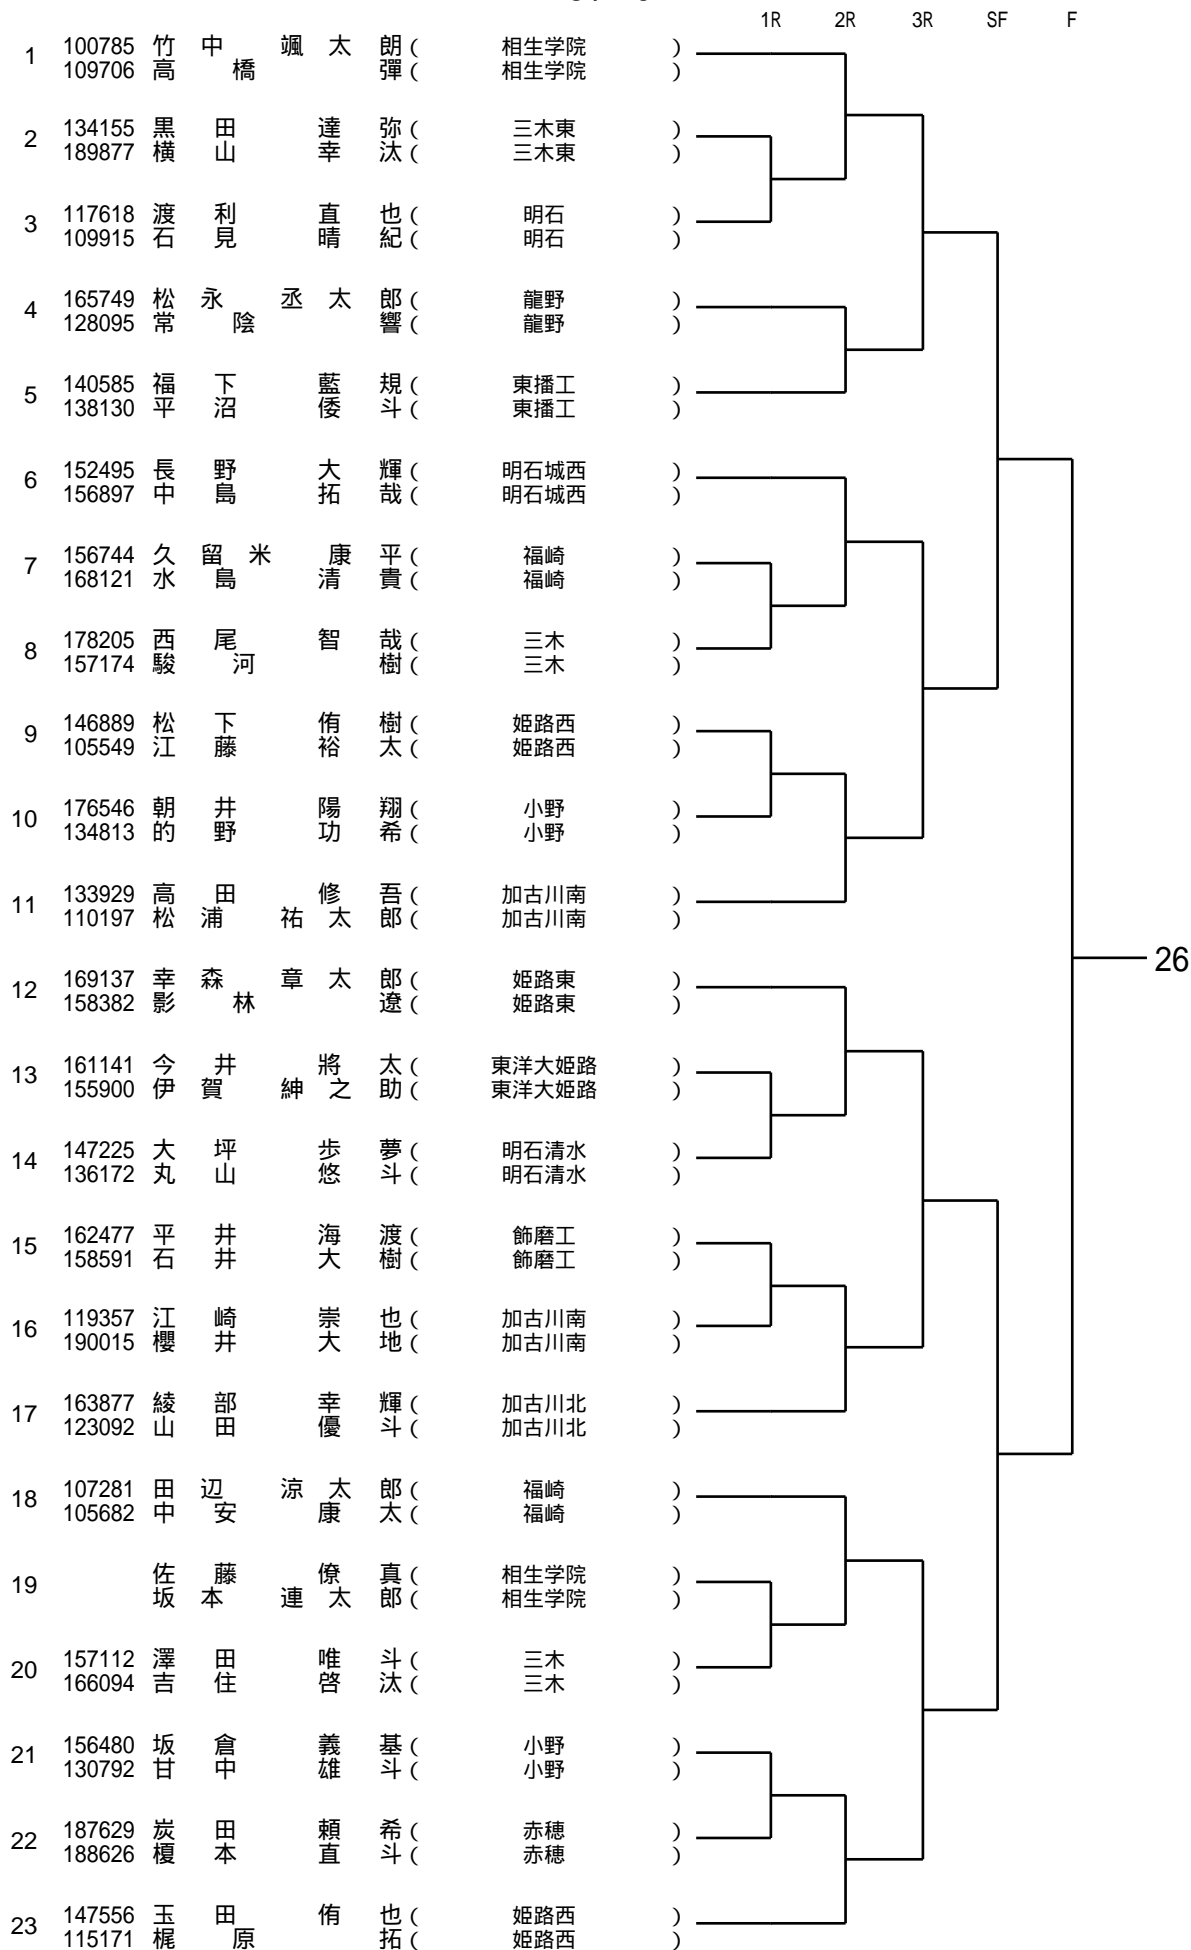 1R 2R 3R SF F
1 100785 竹中 颯太朗 ( 相生学院 )
109706 高橋 彈 ( 相生学院 )
2 134155 黒田 達弥 ( 三木東 )
189877 横山 幸汰 ( 三木東 )
3 117618 渡利 直也 ( 明石 )
109915 石見 晴紀 ( 明石 )
4 165749 松永 丞太郎 ( 龍野 )
128095 常陰 響 ( 龍野 )
5 140585 福下 藍規 ( 東播工 )
138130 平沼 倭斗 ( 東播工 )
6 152495 長野 大輝 ( 明石城西 )
156897 中島 拓哉 ( 明石城西 )
7 156744 久留米 康平 ( 福崎 )
168121 水島 清貴 ( 福崎 )
8 178205 西尾 智哉 ( 三木 )
157174 駿河 樹 ( 三木 )
9 146889 松下 侑樹 ( 姫路西 )
105549 江藤 裕太 ( 姫路西 )
10 176546 朝井 陽翔 ( 小野 )
134813 的野 功希 ( 小野 )
11 133929 高田 修吾 ( 加古川南 )
110197 松浦 祐太郎 ( 加古川南 )
26
12 169137 幸森 章太郎 ( 姫路東 )
158382 影林 遼 ( 姫路東 )
13 161141 今井 將太 ( 東洋大姫路 )
155900 伊賀 紳之助 ( 東洋大姫路 )
14 147225 大坪 歩夢 ( 明石清水 )
136172 丸山 悠斗 ( 明石清水 )
15 162477 平井 海渡 ( 飾磨工 )
158591 石井 大樹 ( 飾磨工 )
16 119357 江崎 崇也 ( 加古川南 )
190015 櫻井 大地 ( 加古川南 )
17 163877 綾部 幸輝 ( 加古川北 )
123092 山田 優斗 ( 加古川北 )
18 107281 田辺 涼太郎 ( 福崎 )
105682 中安 康太 ( 福崎 )
19 佐藤 僚真 ( 相生学院 )
坂本 連太郎 ( 相生学院 )
20 157112 澤田 唯斗 ( 三木 )
166094 吉住 啓汰 ( 三木 )
21 156480 坂倉 義基 ( 小野 )
130792 甘中 雄斗 ( 小野 )
22 187629 炭田 頼希 ( 赤穂 )
188626 榎本 直斗 ( 赤穂 )
23 147556 玉田 侑也 ( 姫路西 )
115171 梶原 拓 ( 姫路西 )